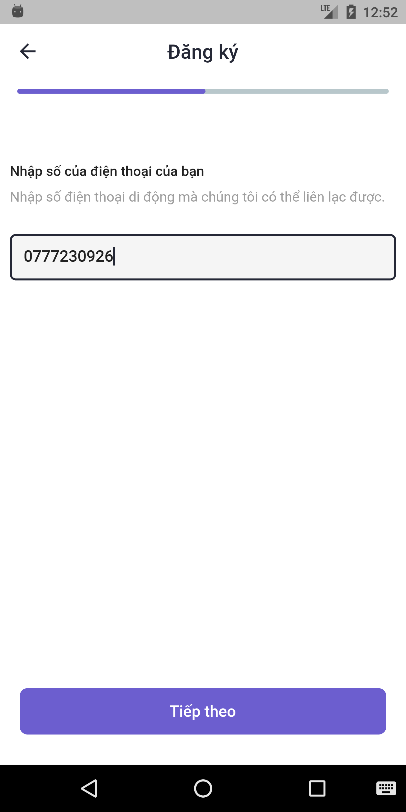 LTE 12:52
Đăng ký
Nhập số của điện thoại của bạn
Nhập số điện thoại di động mà chúng tôi có thể liên lạc được.
0777230926
Tiếp theo